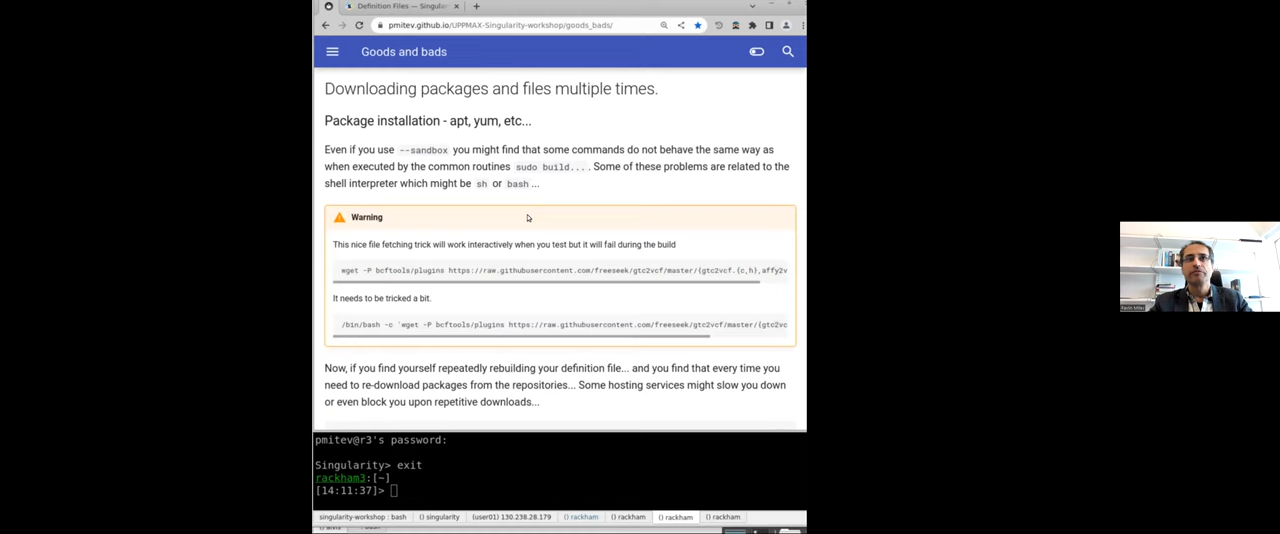 Definition Files — Singular
pmitev.github.io/UPPMAX-Singularity-workshop/goods_bads/
Goods and bads
Downloading packages and files multiple times.
Package installation - apt, yum, etc...
Even if you use --sandbox you might find that some commands do not behave the same way as
when executed by the common routines sudo build... . Some of these problems are related to the
shell interpreter which might be sh or bash ...
Warning
This nice file fetching trick will work interactively when you test but it will fail during the build
wget -P bcftools/plugins https://raw.githubusercontent.com/freeseek/gtc2vcf/master/{gtc2vcf.{c,h},affy2v
It needs to be tricked a bit.
/bin/bash -c 'wget -P bcftools/plugins https://raw.githubusercontent.com/freeseek/gtc2vcf/master/{gtc2vc
Now, if you find yourself repeatedly rebuilding your definition file... and you find that every time you
need to re-download packages from the repositories... Some hosting services might slow you down
or even block you upon repetitive downloads...
pmitev@r3's password:
Singularity> exit
rackham3:[~]
[14:11:37]>
singularity-workshop : bash () singularity (user01) 130.238.28.179 () rackham () rackham () rackham () rackham